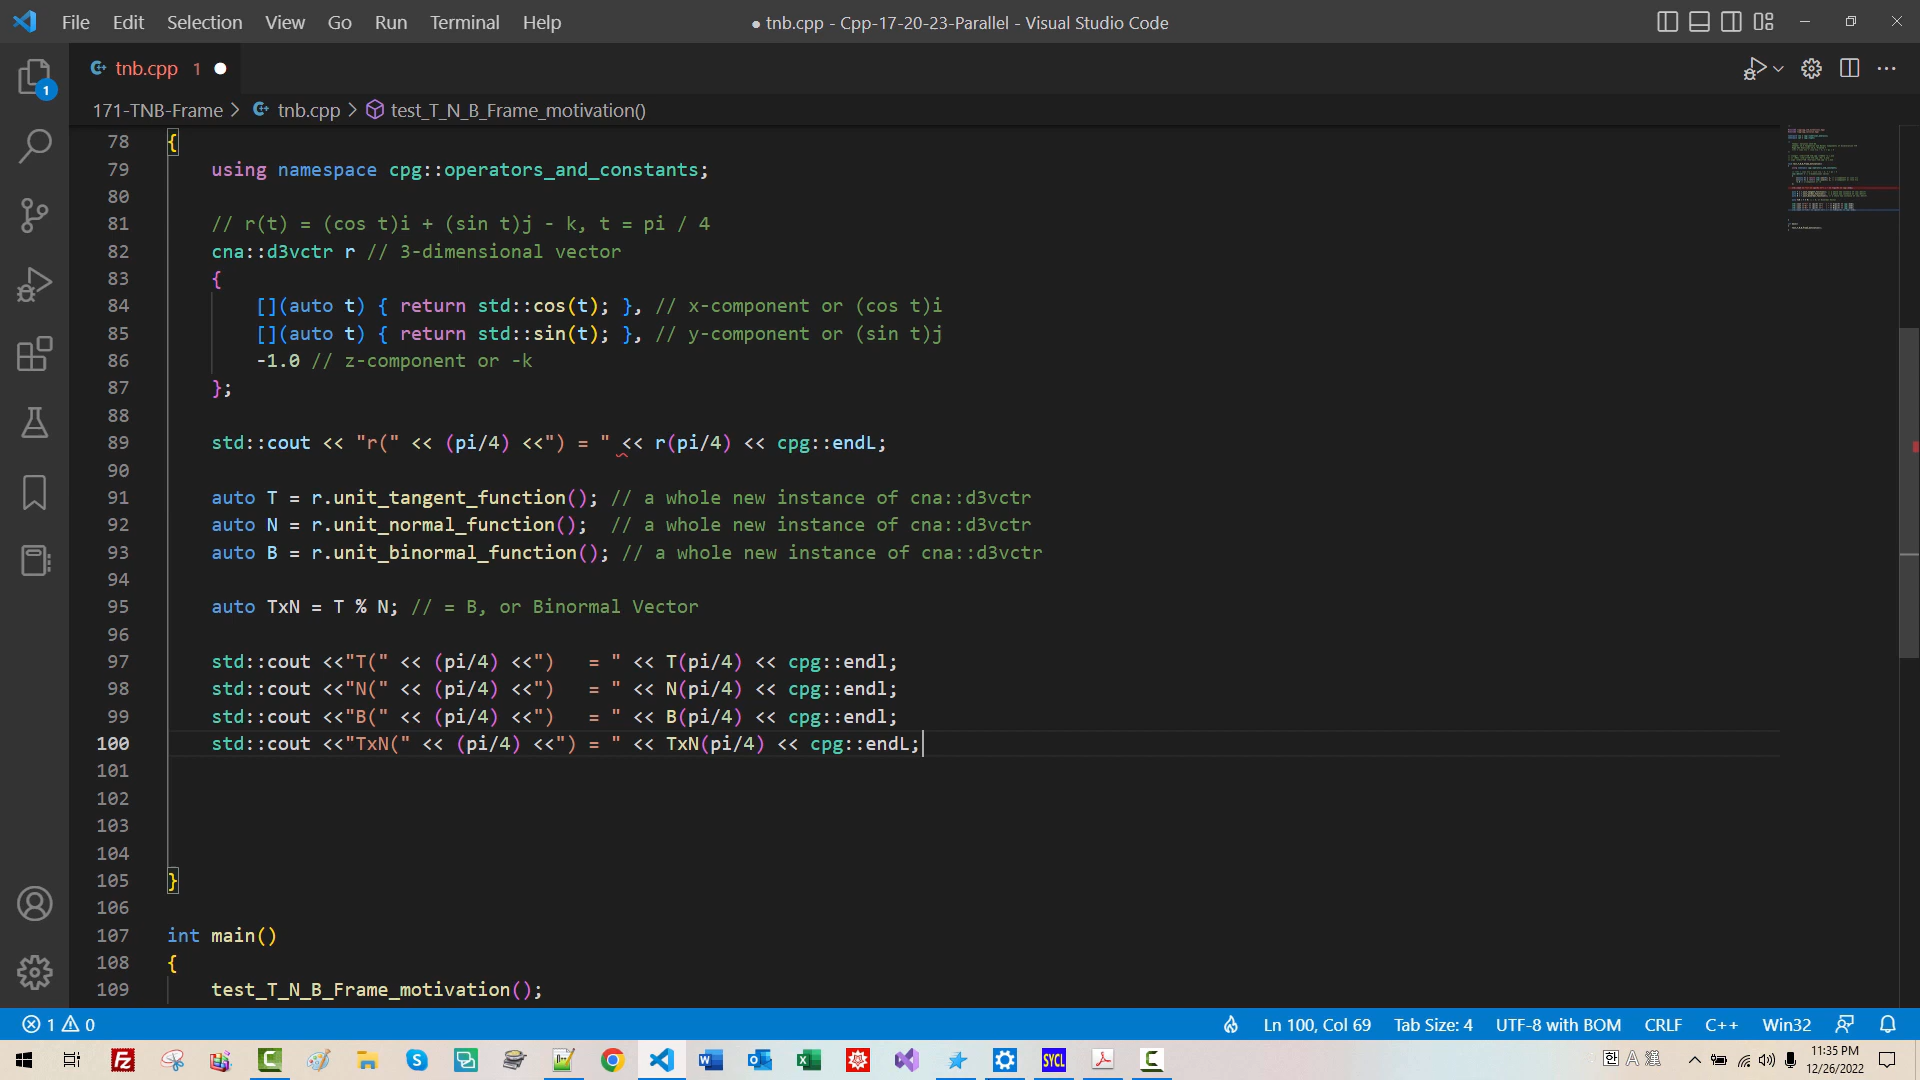 File Edit Selection View Go Run Terminal Help
● tnb.cpp - Cpp-17-20-23-Parallel - Visual Studio Code
tnb.cpp 1 ●
171-TNB-Frame > tnb.cpp > test_T_N_B_Frame_motivation()
78 {
79 using namespace cpg::operators_and_constants;
80
81 // r(t) = (cos t)i + (sin t)j - k, t = pi / 4
82 cna::d3vctr r // 3-dimensional vector
83 {
84 [](auto t) { return std::cos(t); }, // x-component or (cos t)i
85 [](auto t) { return std::sin(t); }, // y-component or (sin t)j
86 -1.0 // z-component or -k
87 };
88
89 std::cout << "r(" << (pi/4) <<") = " << r(pi/4) << cpg::endL;
90
91 auto T = r.unit_tangent_function(); // a whole new instance of cna::d3vctr
92 auto N = r.unit_normal_function();  // a whole new instance of cna::d3vctr
93 auto B = r.unit_binormal_function(); // a whole new instance of cna::d3vctr
94
95 auto TxN = T % N; // = B, or Binormal Vector
96
97 std::cout <<"T(" << (pi/4) <<")   = " << T(pi/4) << cpg::endl;
98 std::cout <<"N(" << (pi/4) <<")   = " << N(pi/4) << cpg::endl;
99 std::cout <<"B(" << (pi/4) <<")   = " << B(pi/4) << cpg::endl;
100 std::cout <<"TxN(" << (pi/4) <<") = " << TxN(pi/4) << cpg::endL;
101
102
103
104
105 }
106
107 int main()
108 {
109 test_T_N_B_Frame_motivation();
1
1 0 Ln 100, Col 69 Tab Size: 4 UTF-8 with BOM CRLF C++ Win32
SYCL 한 A 漢 11:35 PM
12/26/2022